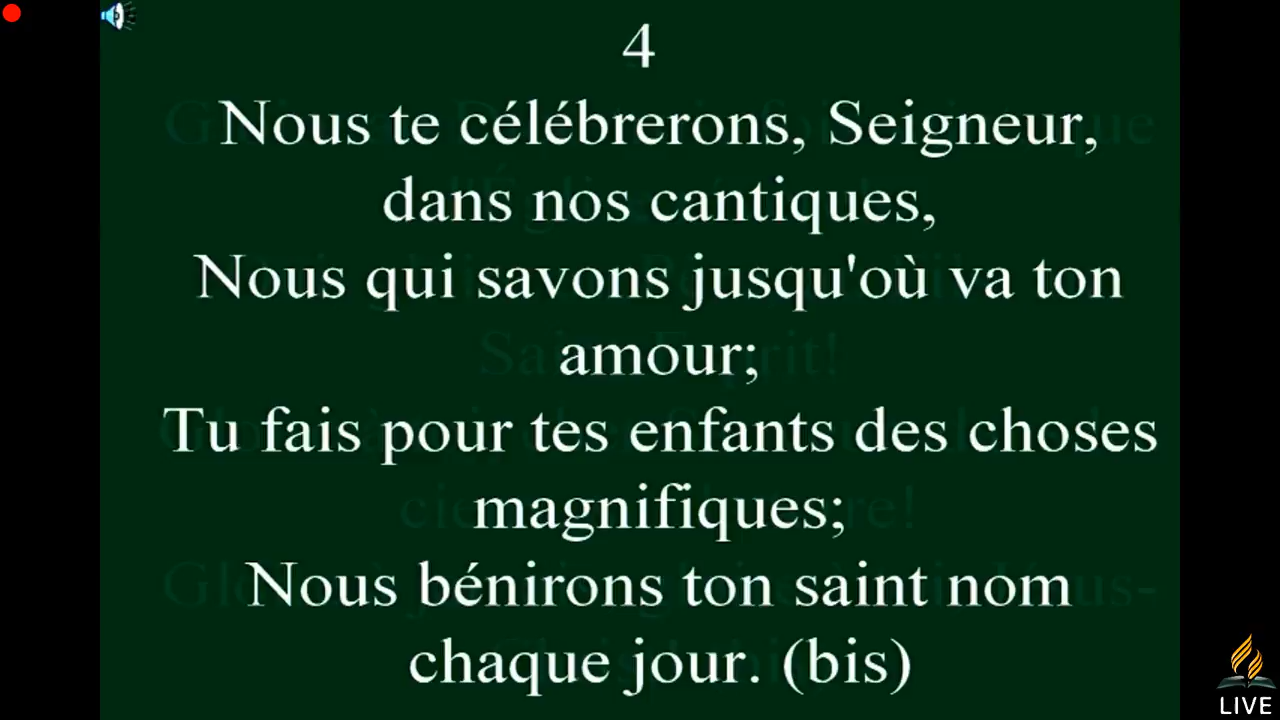 4
Nous te célébrerons, Seigneur,
dans nos cantiques,
Nous qui savons jusqu'où va ton
amour;
Tu fais pour tes enfants des choses
magnifiques;
Nous bénirons ton saint nom
chaque jour. (bis)
LIVE